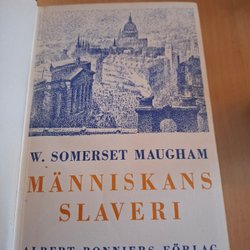 W. SOMERSET MAUGHAM
MÄNNISKANS
SLAVERI
ALBERT BONNIERS FÖRLAG